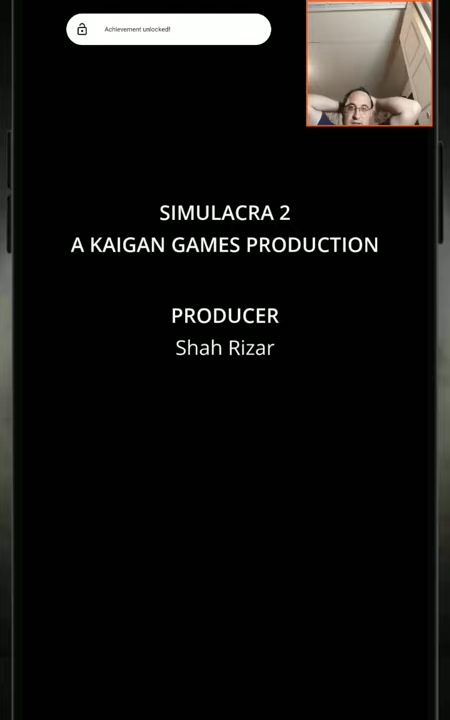 Achievement unlocked!
SIMULACRA 2
A KAIGAN GAMES PRODUCTION
PRODUCER
Shah Rizar